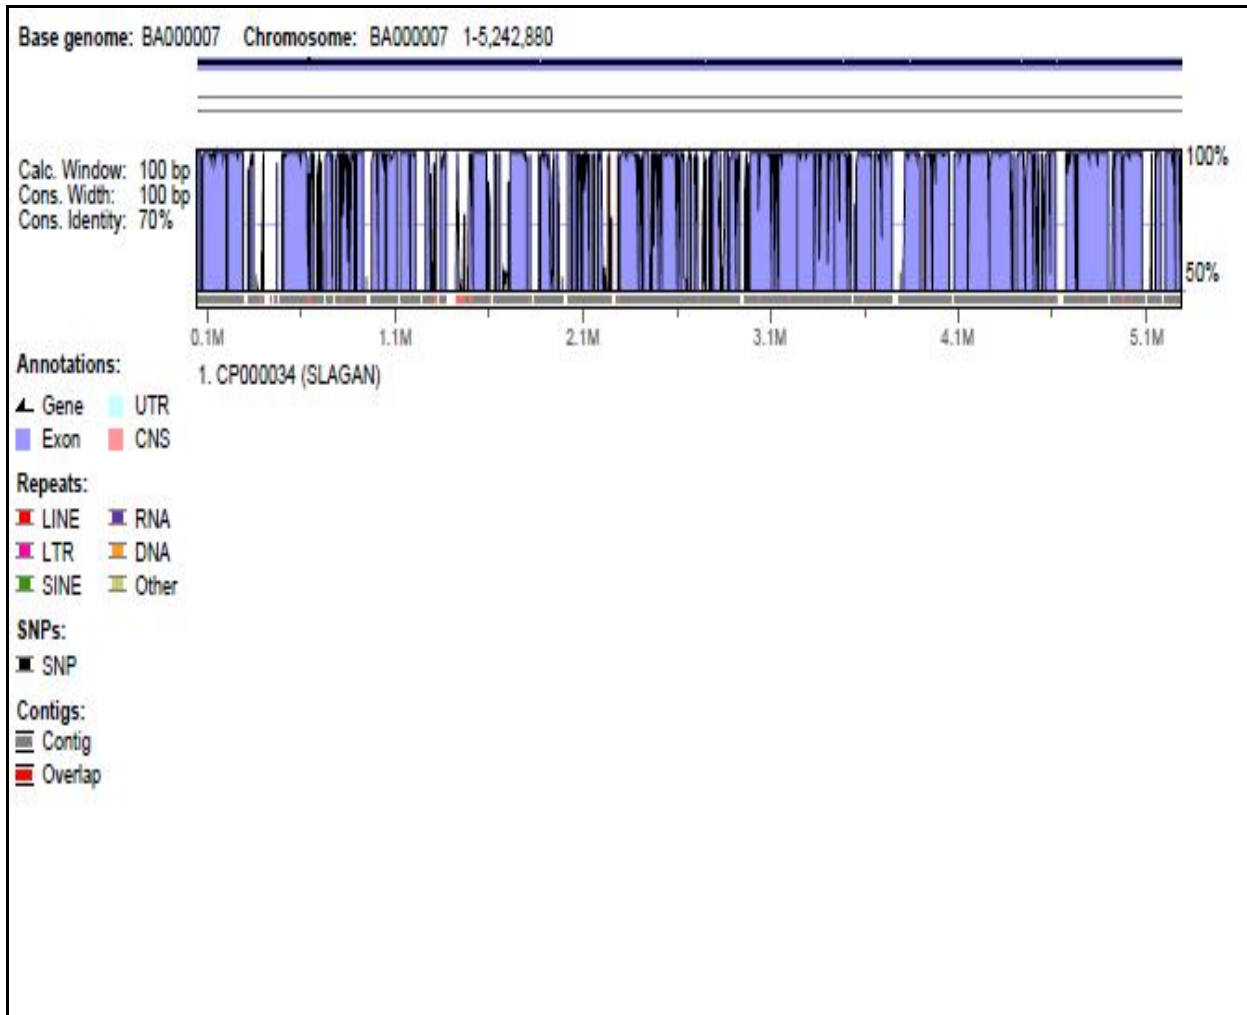 Base genome: BA000007 Chromosome: BA000007 1-5,242,880
Calc. Window: 100 bp
Cons. Width: 100 bp
Cons. Identity: 70%
100%
50%
0.1M 1.1M 2.1M 3.1M 4.1M 5.1M
1. CP000034 (SLAGAN)
Annotations:
Gene UTR
Exon CNS
Repeats:
LINE RNA
LTR DNA
SINE Other
SNPs:
SNP
Contigs:
Contig
Overlap